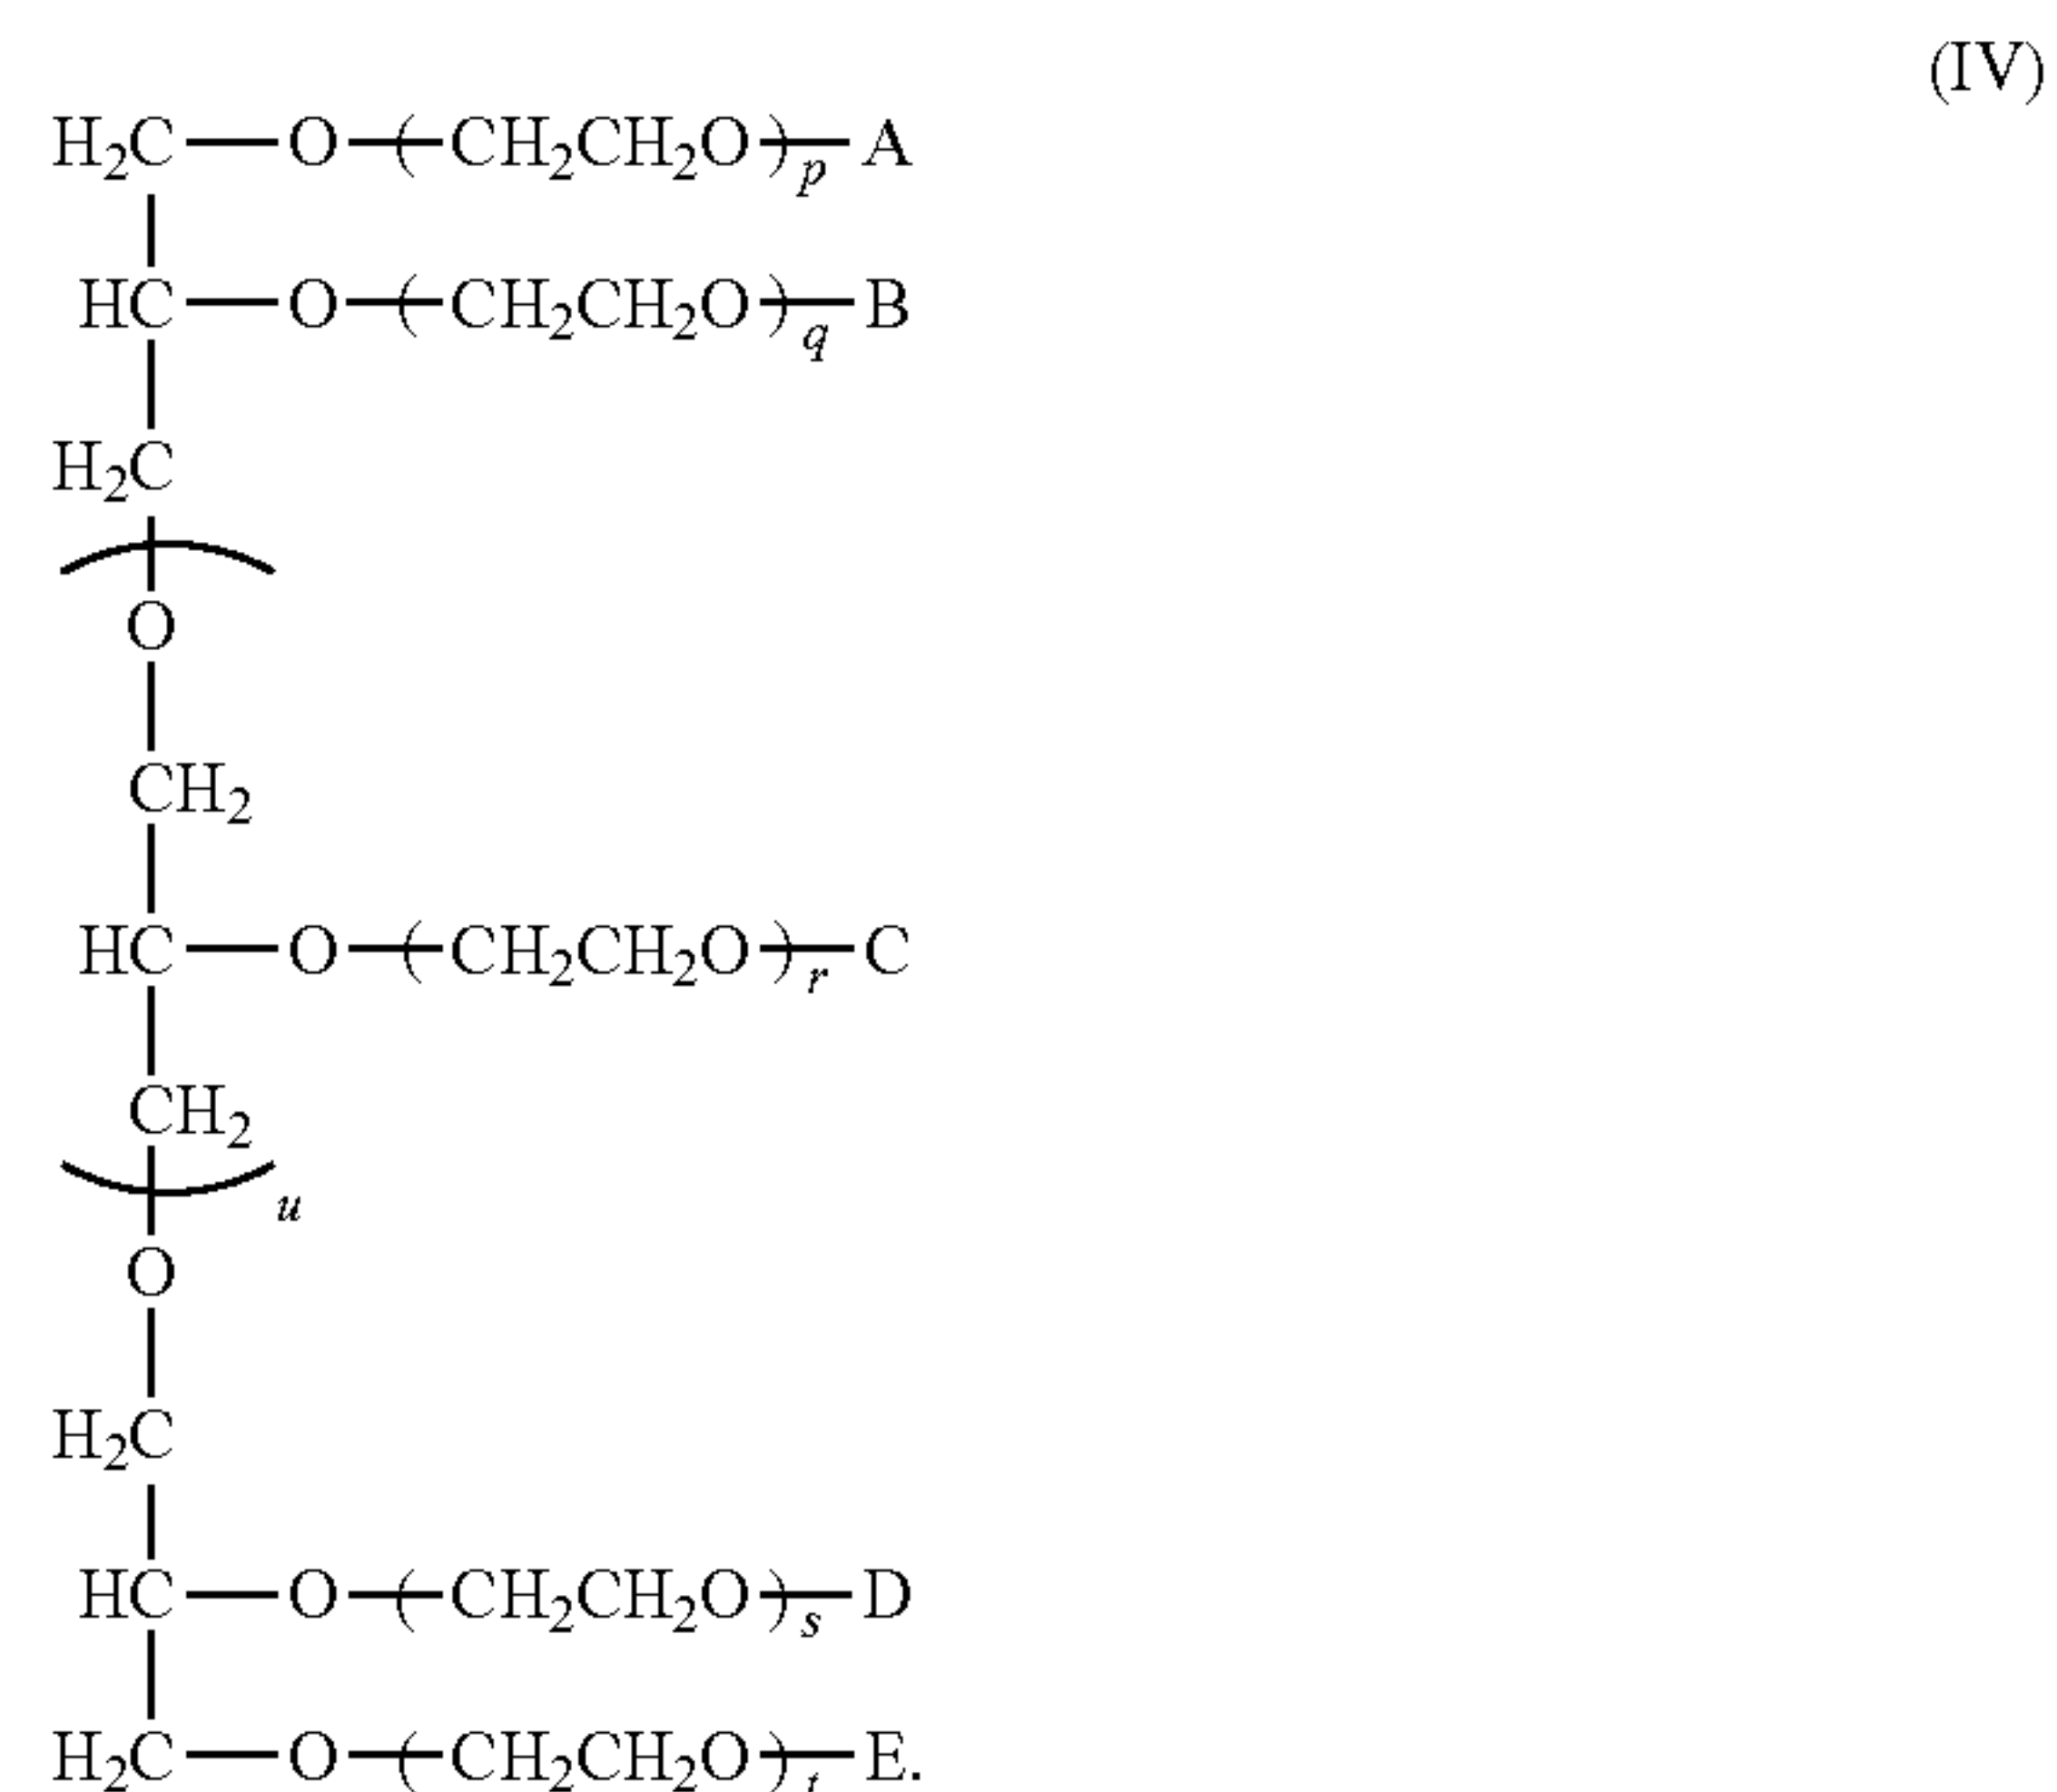 (IV)
H2C—O—(CH2CH2O)p—A
HC—O—(CH2CH2O)q—B
H2C
O
CH2
HC—O—(CH2CH2O)r—C
CH2
u
O
H2C
HC—O—(CH2CH2O)s—D
H2C—O—(CH2CH2O)t—E.